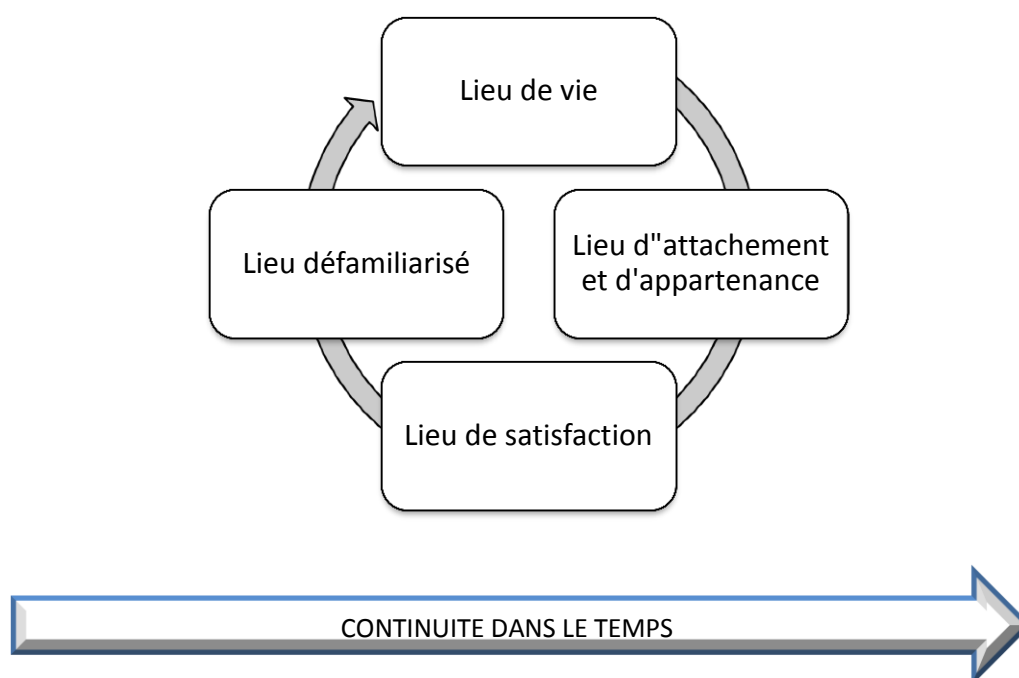 Lieu de vie
Lieu d"attachement
et d'appartenance
Lieu de satisfaction
Lieu défamiliarisé
CONTINUITE DANS LE TEMPS